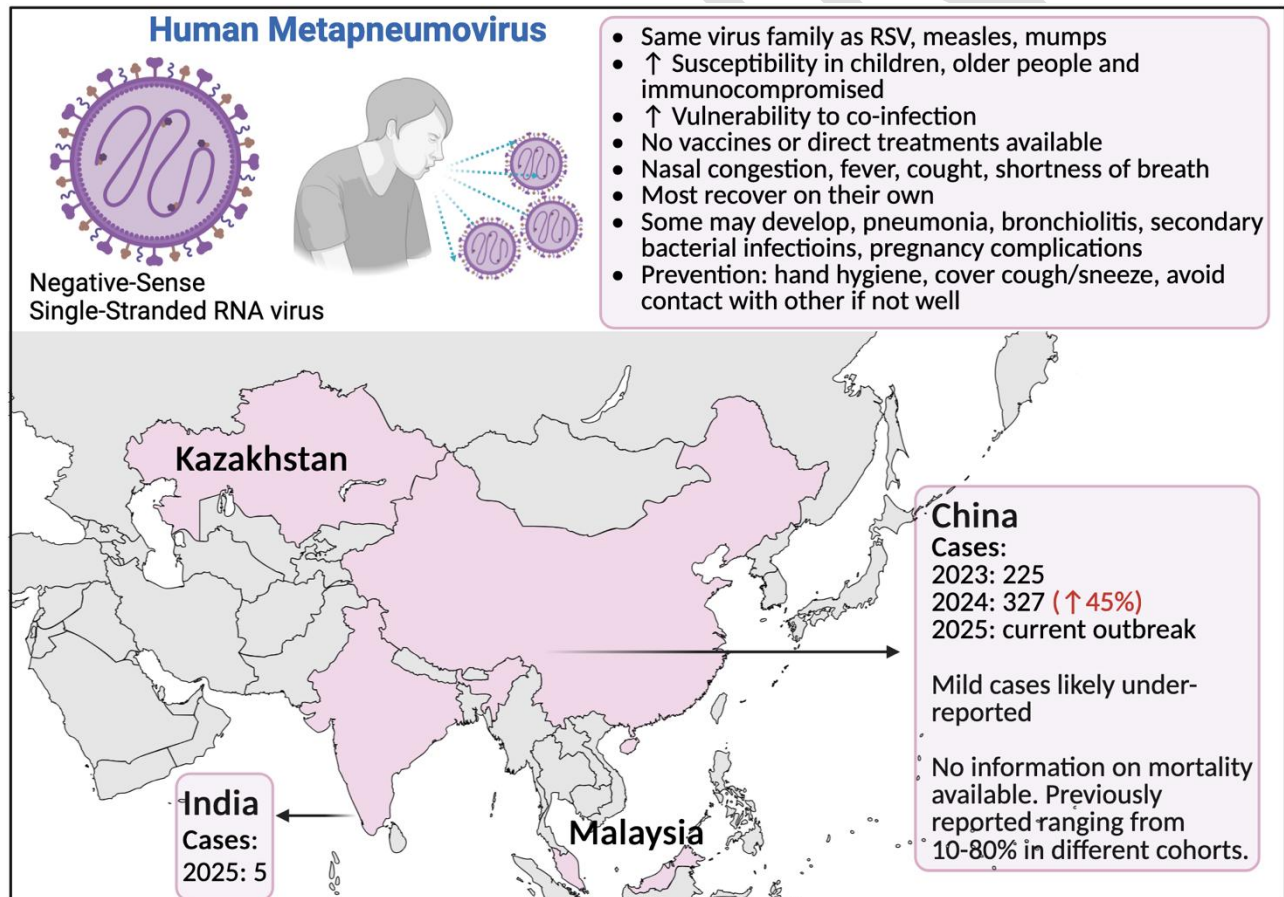 Human Metapneumovirus
Negative-Sense
Single-Stranded RNA virus
• Same virus family as RSV, measles, mumps
• ↑ Susceptibility in children, older people and
immunocompromised
• ↑ Vulnerability to co-infection
• No vaccines or direct treatments available
• Nasal congestion, fever, cought, shortness of breath
• Most recover on their own
• Some may develop, pneumonia, bronchiolitis, secondary
bacterial infectioins, pregnancy complications
• Prevention: hand hygiene, cover cough/sneeze, avoid
contact with other if not well
Kazakhstan
China
Cases:
2023: 225
2024: 327 (↑45%)
2025: current outbreak
Mild cases likely under-
reported
No information on mortality
available. Previously
reported ranging from
10-80% in different cohorts.
India
Cases:
2025: 5
Malaysia